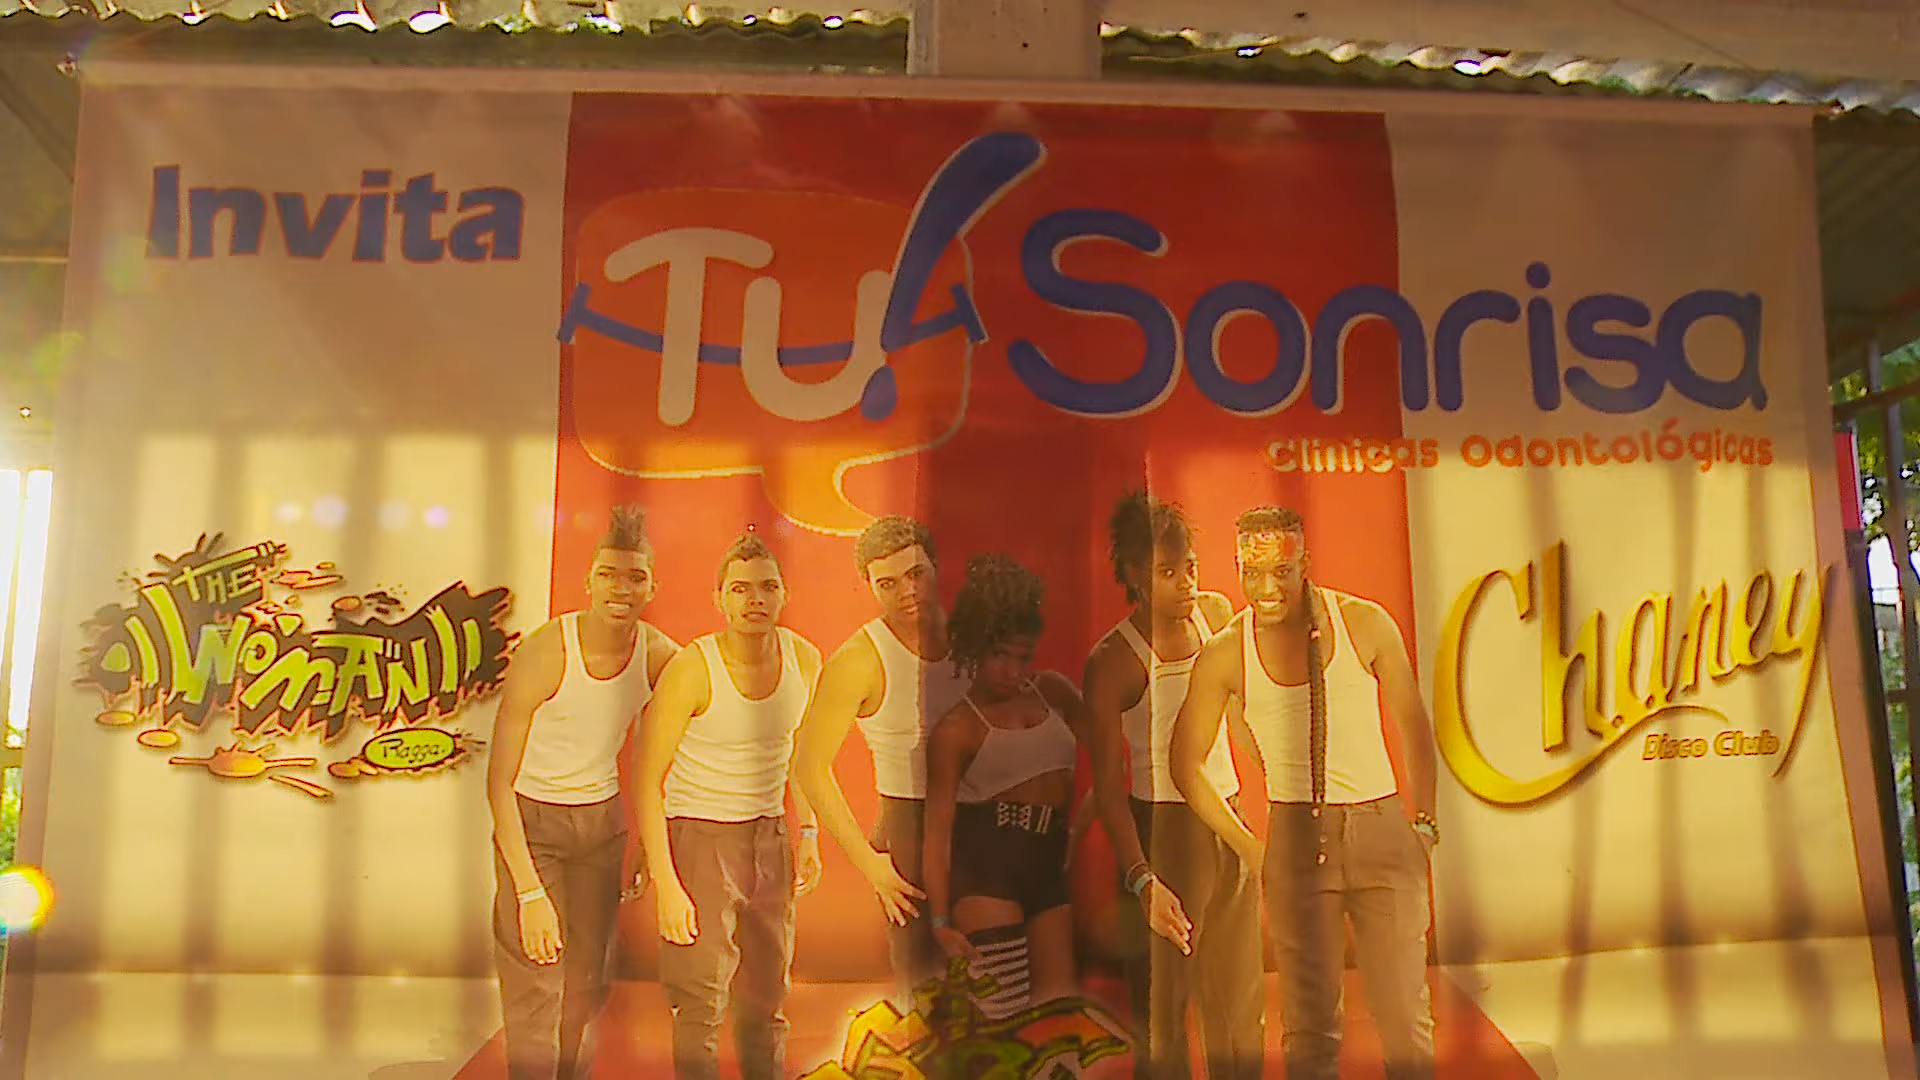 Invita
Tu! Sonrisa
Clínicas Odontológicas
THE
WOMAN
Ragga.
Chaney
Disco Club